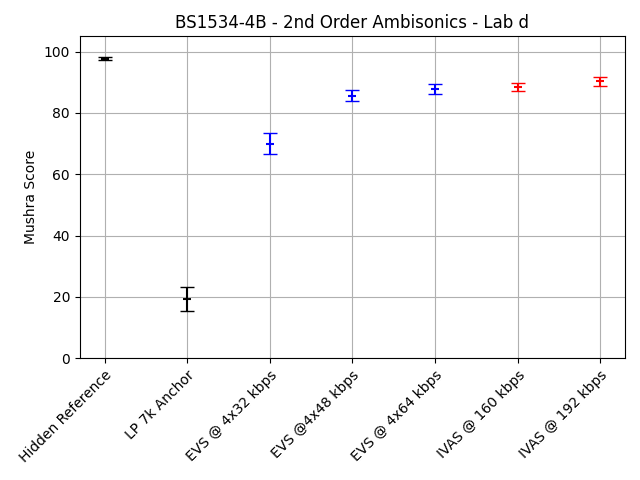 BS1534-4B - 2nd Order Ambisonics - Lab d
Mushra Score
100
80
60
40
20
0
Hidden Reference
LP 7k Anchor
EVS @ 4x32 kbps
EVS @4x48 kbps
EVS @ 4x64 kbps
IVAS @ 160 kbps
IVAS @ 192 kbps